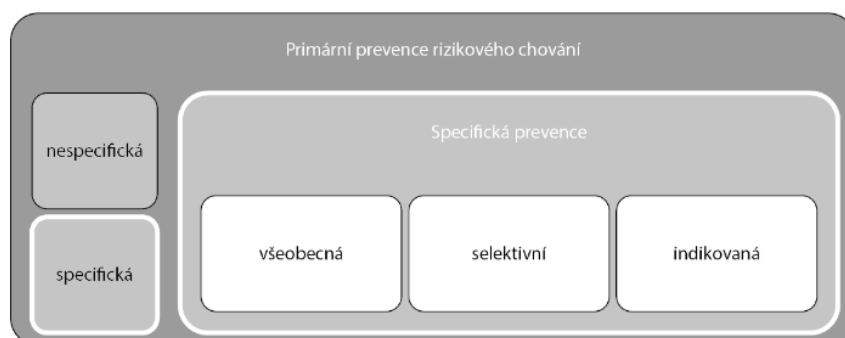 Primární prevence rizikového chování
nespecifická
specifická
Specifická prevence
všeobecná
selektivní
indikovaná